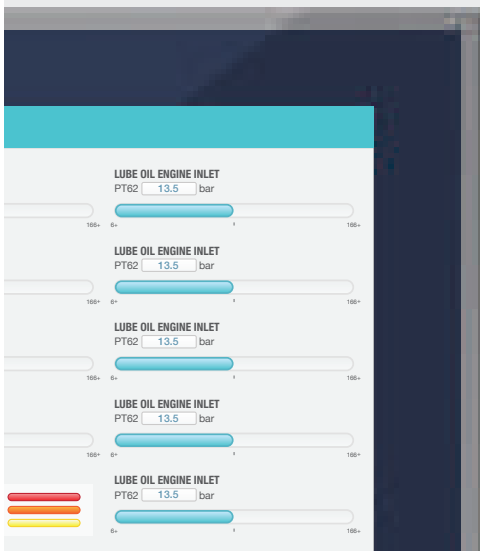 LUBE OIL ENGINE INLET
PT62 13.5 bar
166+ 6+ 166+
LUBE OIL ENGINE INLET
PT62 13.5 bar
166+ 6+ 166+
LUBE OIL ENGINE INLET
PT62 13.5 bar
166+ 6+ 166+
LUBE OIL ENGINE INLET
PT62 13.5 bar
166+ 6+ 166+
LUBE OIL ENGINE INLET
PT62 13.5 bar
6+ 166+